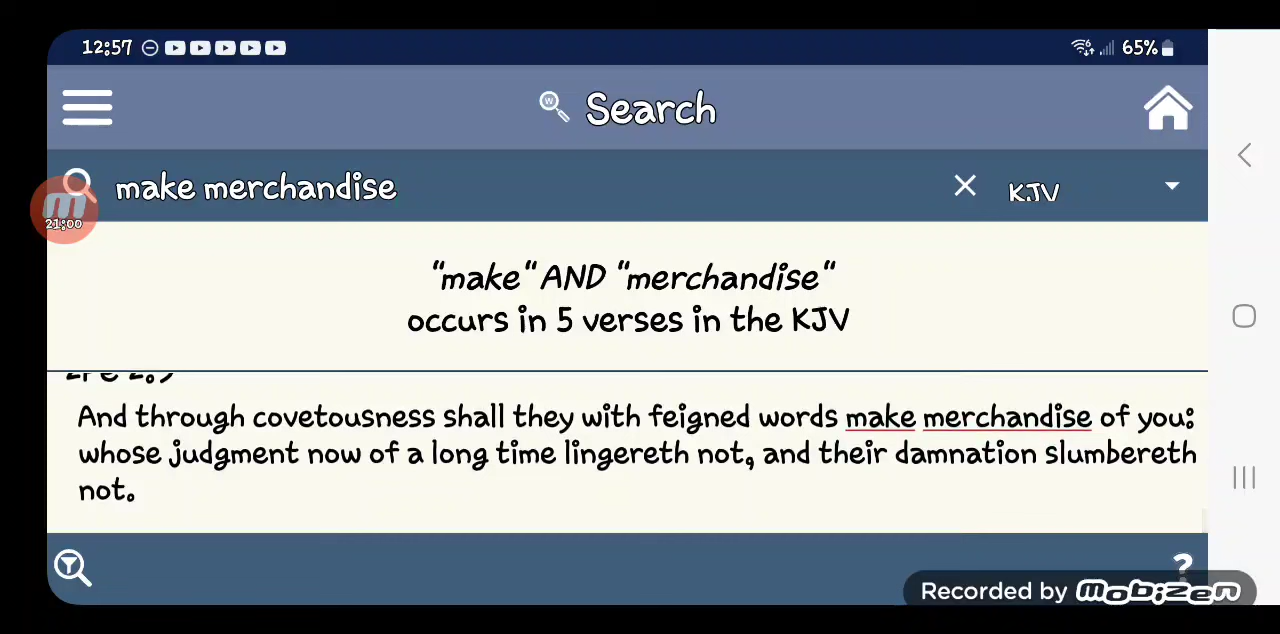 12:57
65%
Search
make merchandise
KJV
21:00
"make" AND "merchandise"
occurs in 5 verses in the KJV
And through covetousness shall they with feigned words make merchandise of you:
whose judgment now of a long time lingereth not, and their damnation slumbereth
not.
?
Recorded by Mobizen